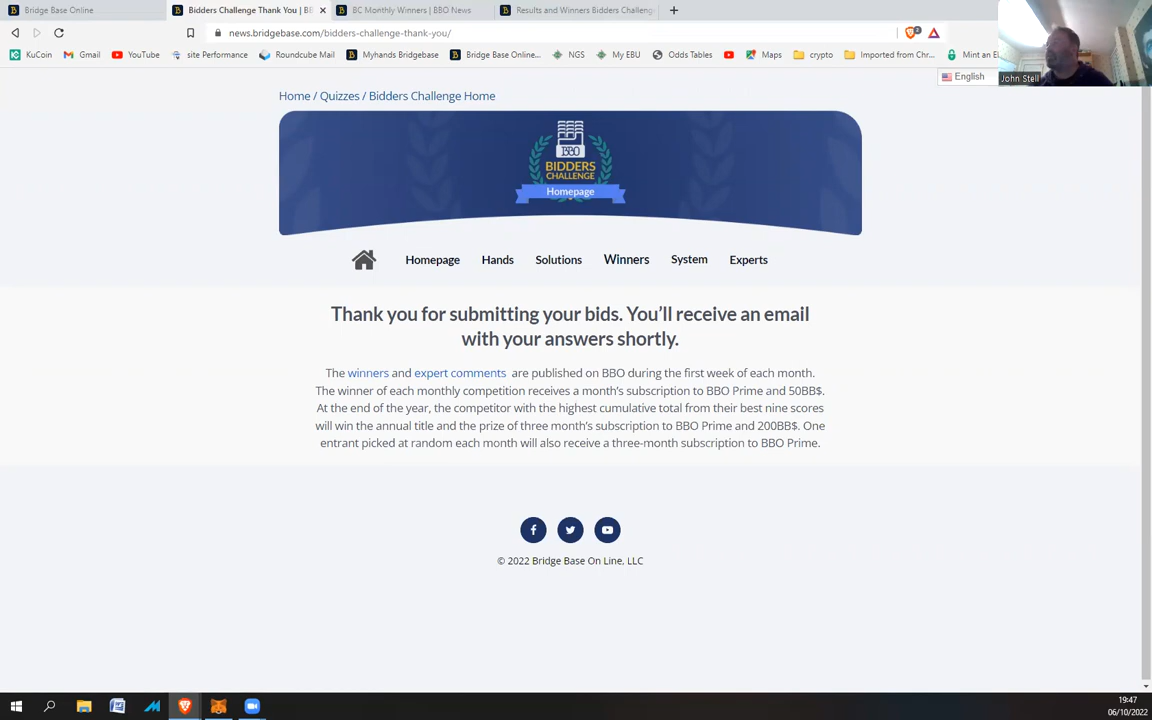 Bridge Base Online
Bidders Challenge Thank You | BB
BC Monthly Winners | BBO News
Results and Winners Bidders Challenge
news.bridgebase.com/bidders-challenge-thank-you/
2
KuCoin
Gmail
YouTube
site Performance
Roundcube Mail
Myhands Bridgebase
Bridge Base Online...
NGS
My EBU
Odds Tables
Maps
crypto
Imported from Chr...
Mint an E
John Stell
English
Home / Quizzes / Bidders Challenge Home
BBO
BIDDERS
CHALLENGE
Homepage
Homepage
Hands
Solutions
Winners
System
Experts
Thank you for submitting your bids. You’ll receive an email
with your answers shortly.
The winners and expert comments are published on BBO during the first week of each month.
The winner of each monthly competition receives a month’s subscription to BBO Prime and 50BB$.
At the end of the year, the competitor with the highest cumulative total from their best nine scores
will win the annual title and the prize of three month’s subscription to BBO Prime and 200BB$. One
entrant picked at random each month will also receive a three-month subscription to BBO Prime.
© 2022 Bridge Base On Line, LLC
19:47
06/10/2022